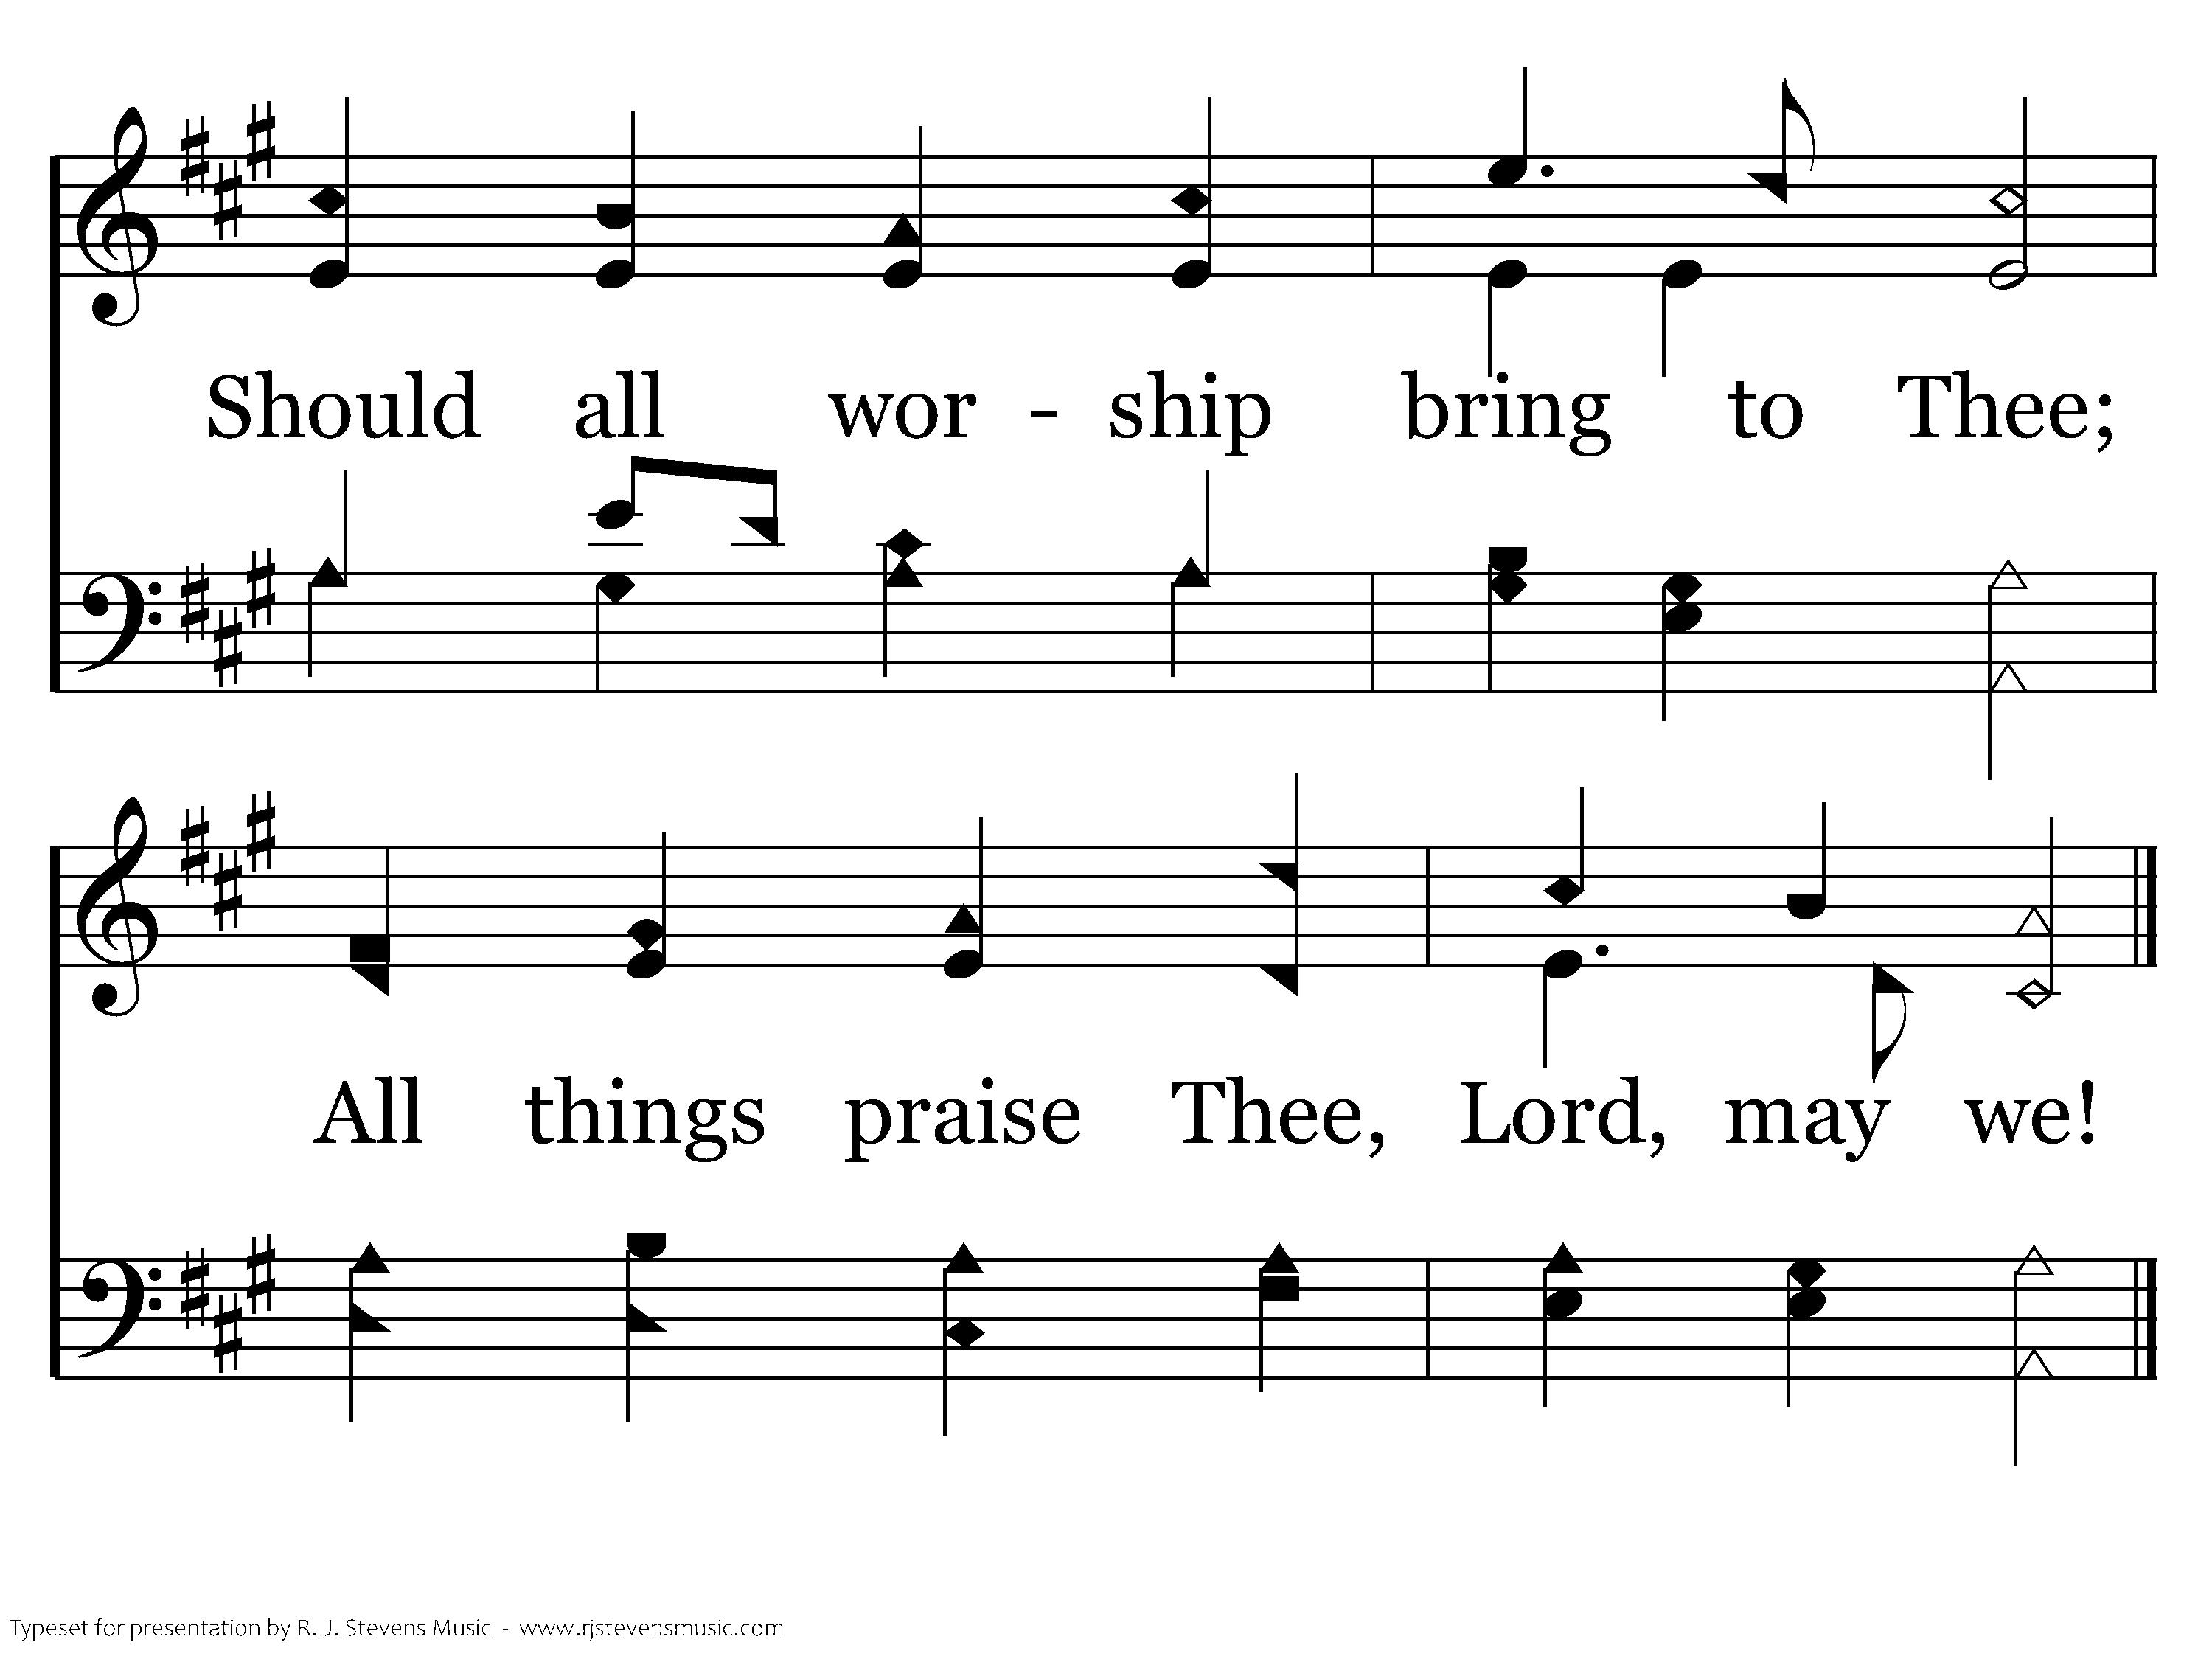 Should all wor - ship bring to Thee;
All things praise Thee, Lord, may we!
Typeset for presentation by R. J. Stevens Music - www.rjstevensmusic.com